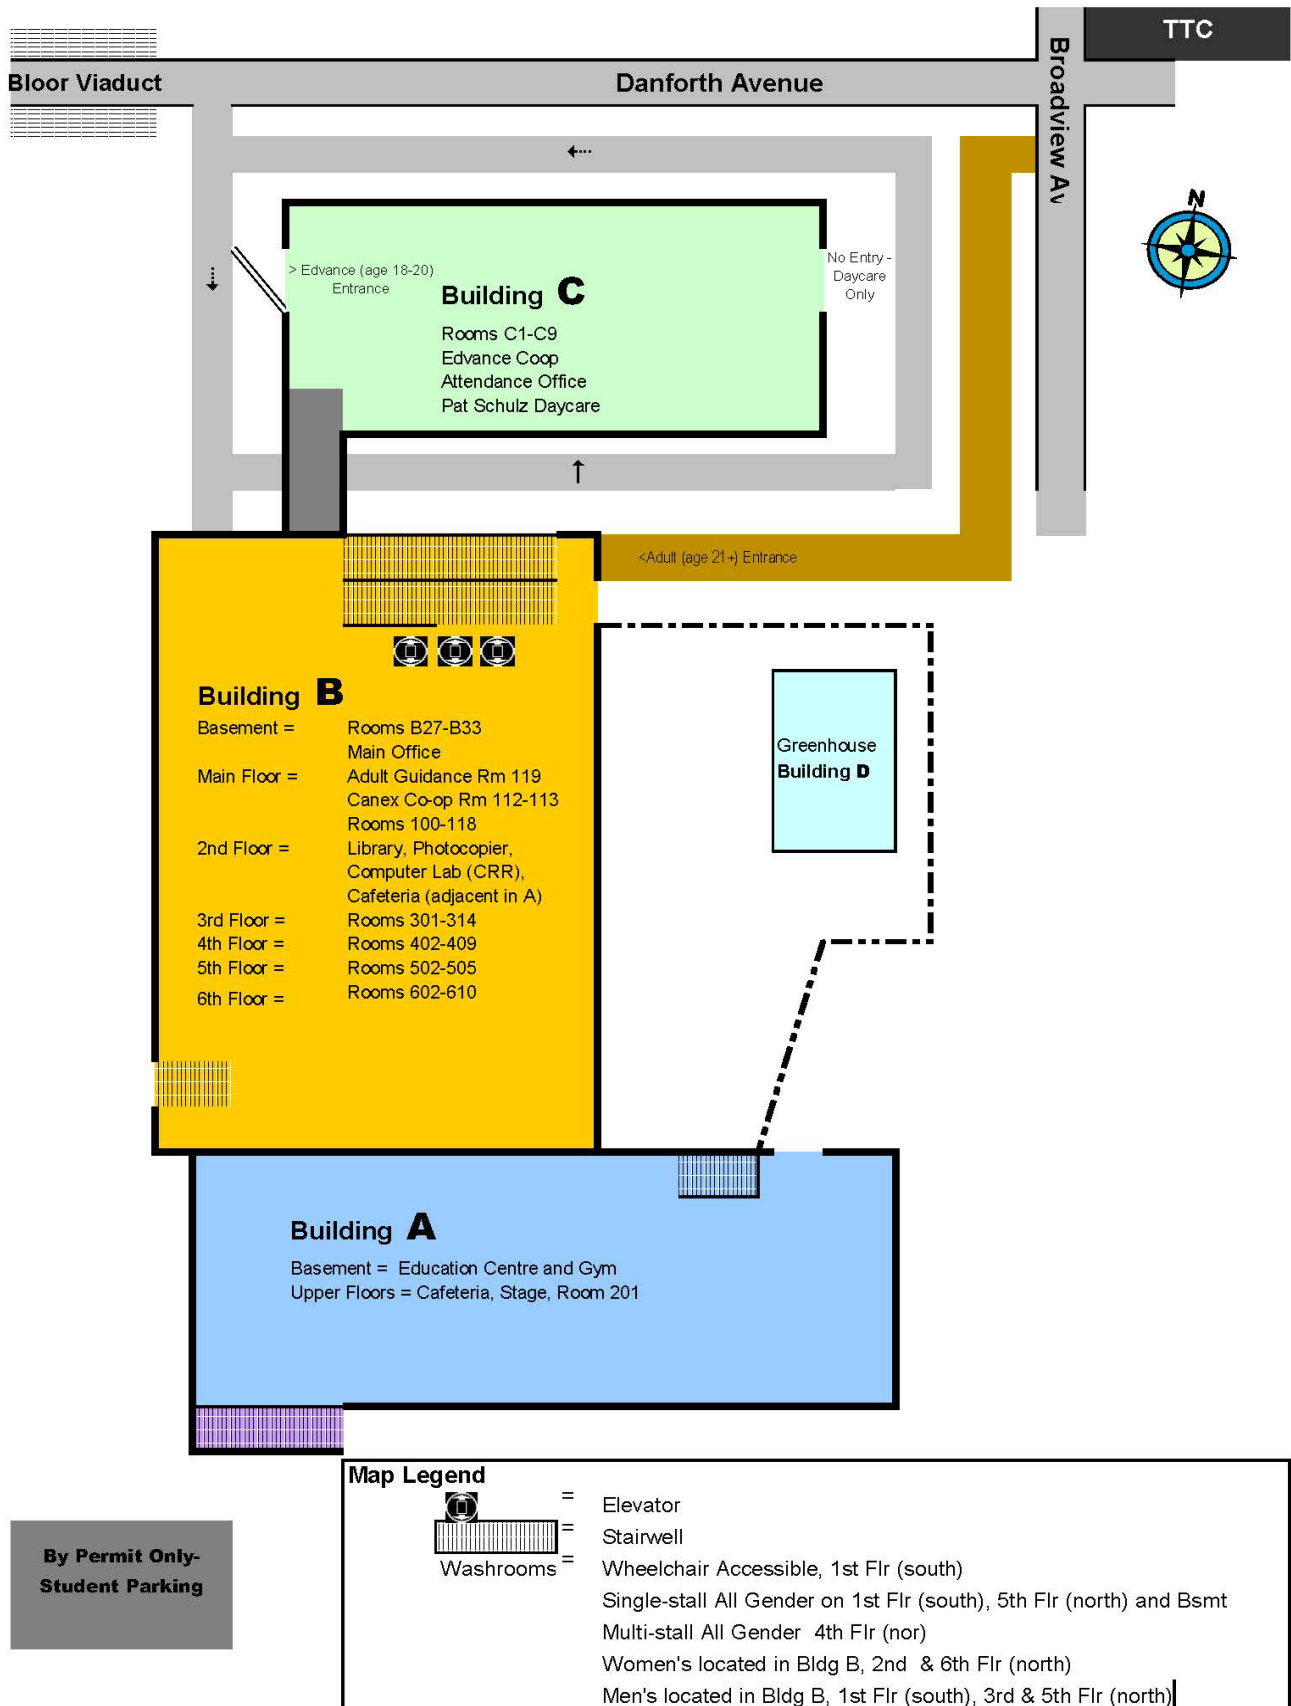 TTC
Bloor Viaduct
Danforth Avenue
Broadview Av
N
> Edvance (age 18-20)
Entrance
No Entry -
Daycare
Only
Building C
Rooms C1-C9
Edvance Coop
Attendance Office
Pat Schulz Daycare
<Adult (age 21+) Entrance
Building B
Basement = Rooms B27-B33
Main Office
Main Floor = Adult Guidance Rm 119
Canex Co-op Rm 112-113
Rooms 100-118
2nd Floor = Library, Photocopier,
Computer Lab (CRR),
Cafeteria (adjacent in A)
3rd Floor = Rooms 301-314
4th Floor = Rooms 402-409
5th Floor = Rooms 502-505
6th Floor = Rooms 602-610
Greenhouse
Building D
Building A
Basement = Education Centre and Gym
Upper Floors = Cafeteria, Stage, Room 201
Map Legend
= Elevator
= Stairwell
Washrooms = Wheelchair Accessible, 1st Flr (south)
Single-stall All Gender on 1st Flr (south), 5th Flr (north) and Bsmt
Multi-stall All Gender 4th Flr (nor)
Women's located in Bldg B, 2nd & 6th Flr (north)
Men's located in Bldg B, 1st Flr (south), 3rd & 5th Flr (north)
By Permit Only-
Student Parking